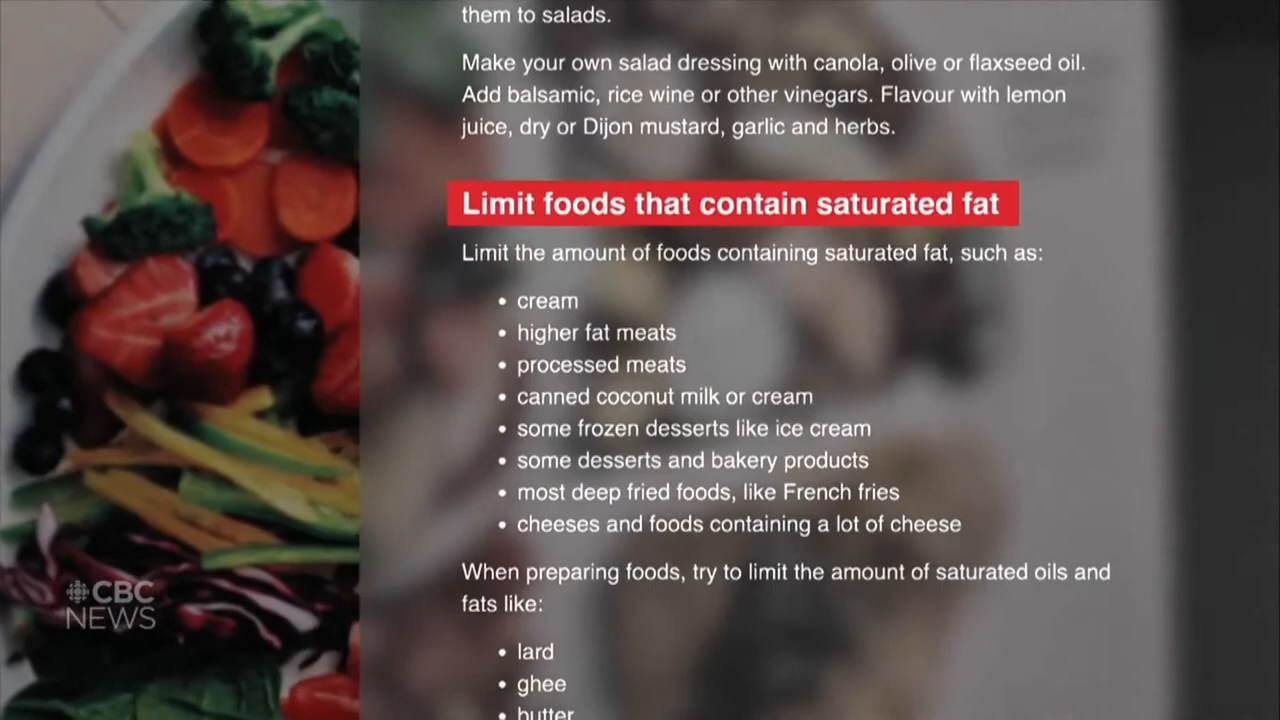 them to salads.
Make your own salad dressing with canola, olive or flaxseed oil.
Add balsamic, rice wine or other vinegars. Flavour with lemon
juice, dry or Dijon mustard, garlic and herbs.
Limit foods that contain saturated fat
Limit the amount of foods containing saturated fat, such as:
• cream
• higher fat meats
• processed meats
• canned coconut milk or cream
• some frozen desserts like ice cream
• some desserts and bakery products
• most deep fried foods, like French fries
• cheeses and foods containing a lot of cheese
When preparing foods, try to limit the amount of saturated oils and
fats like:
• lard
• ghee
• butter
CBC
NEWS